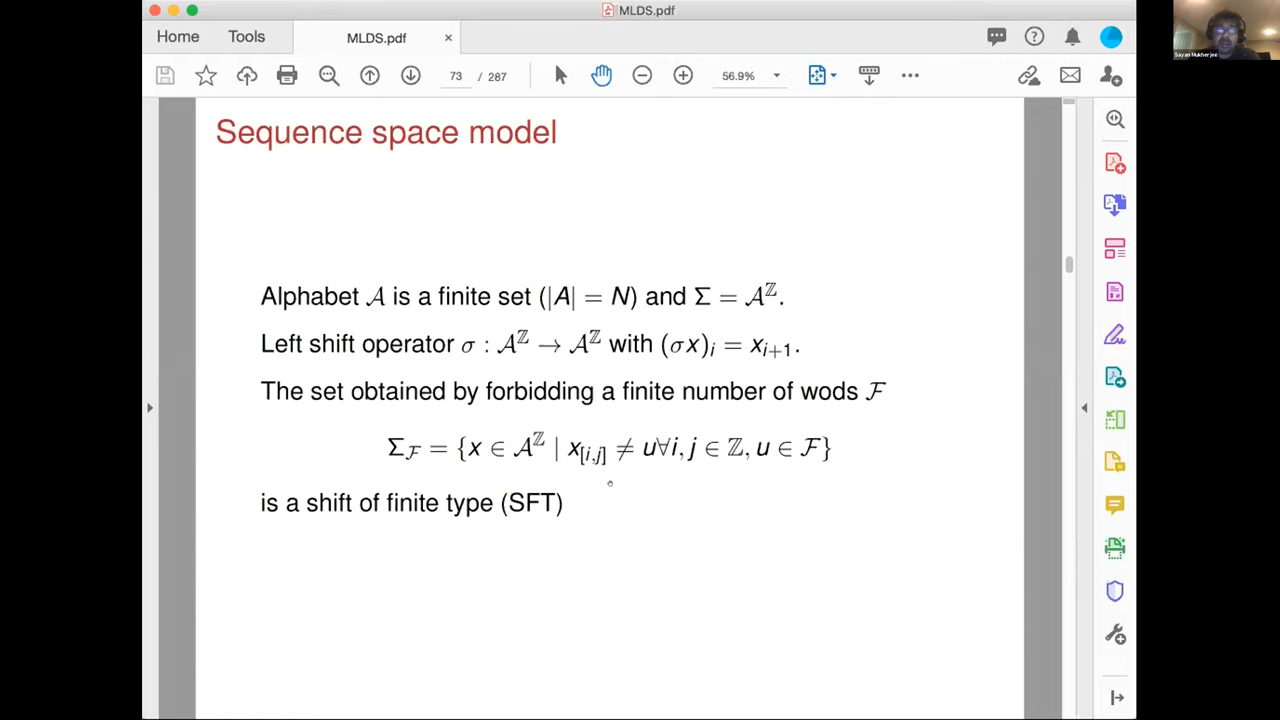 MLDS.pdf
Home
Tools
MLDS.pdf
×
73 / 287
56.9%
Sayan Mukherjee
Sequence space model
Alphabet 𝒜 is a finite set (|A| = N) and Σ = 𝒜^ℤ.
Left shift operator σ : 𝒜^ℤ → 𝒜^ℤ with (σx)_i = x_{i+1}.
The set obtained by forbidding a finite number of wods ℱ
Σ_ℱ = {x ∈ 𝒜^ℤ | x_{[i,j]} ≠ u∀i, j ∈ ℤ, u ∈ ℱ}
is a shift of finite type (SFT)